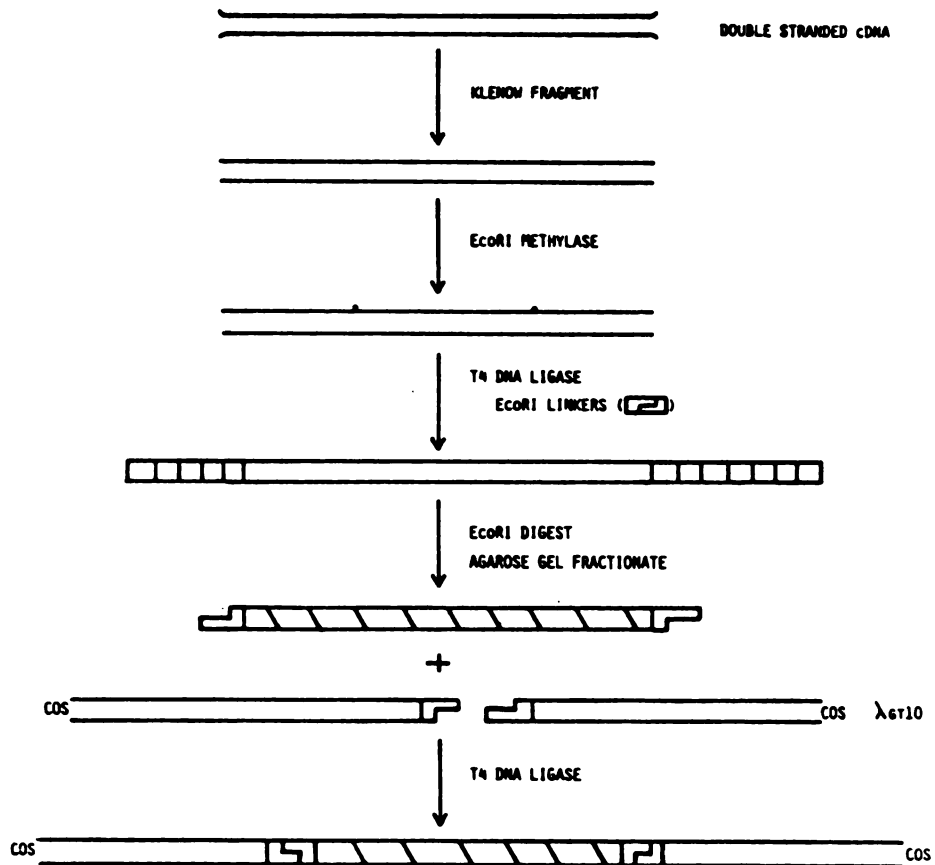 DOUBLE STRANDED cDNA
KLENOW FRAGMENT
EcoRI METHYLASE
T4 DNA LIGASE
EcoRI LINKERS ( )
EcoRI DIGEST
AGAROSE GEL FRACTIONATE
+
COS COS λGT10
T4 DNA LIGASE
COS COS